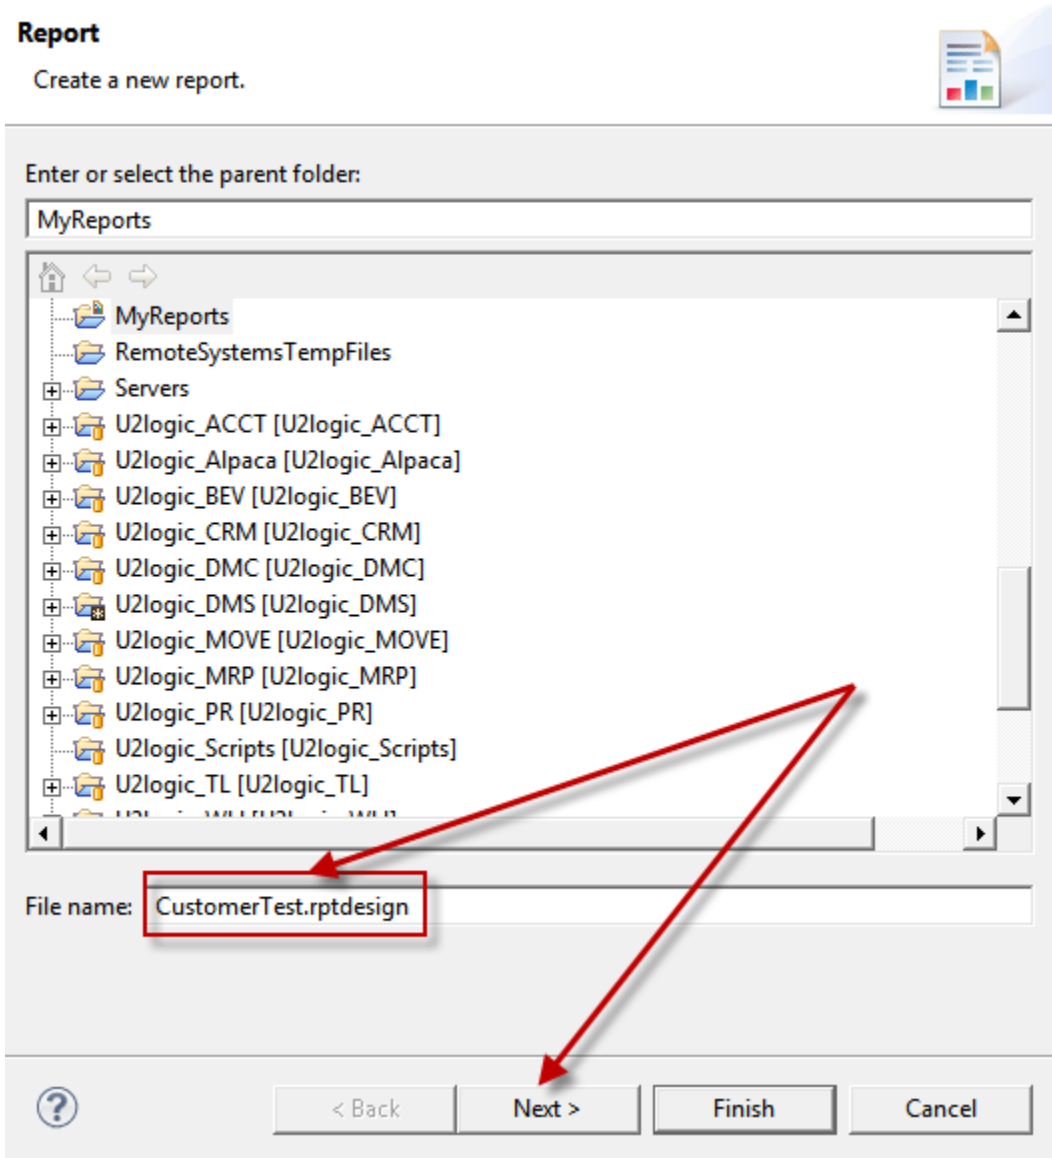 Report
Create a new report.
Enter or select the parent folder:
MyReports
MyReports
RemoteSystemsTempFiles
Servers
U2logic_ACCT [U2logic_ACCT]
U2logic_Alpaca [U2logic_Alpaca]
U2logic_BEV [U2logic_BEV]
U2logic_CRM [U2logic_CRM]
U2logic_DMC [U2logic_DMC]
U2logic_DMS [U2logic_DMS]
U2logic_MOVE [U2logic_MOVE]
U2logic_MRP [U2logic_MRP]
U2logic_PR [U2logic_PR]
U2logic_Scripts [U2logic_Scripts]
U2logic_TL [U2logic_TL]
File name: CustomerTest.rptdesign
? < Back Next > Finish Cancel